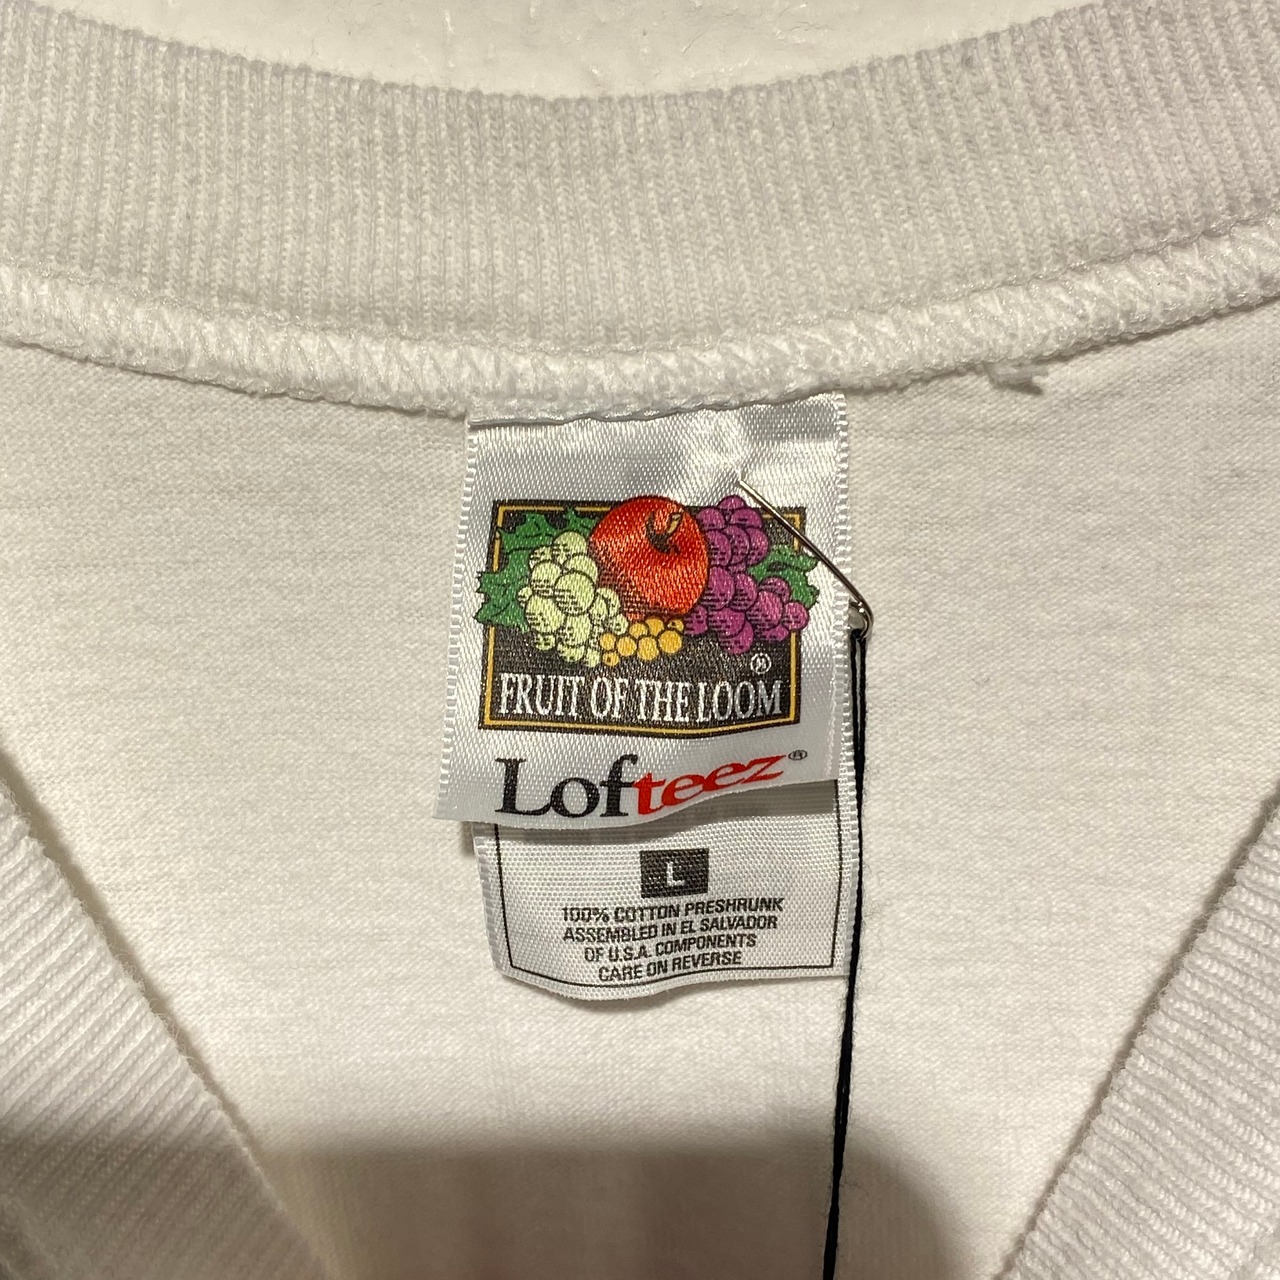 FRUIT OF THE LOOM®
Lofteez®
L
100% COTTON PRESHRUNK
ASSEMBLED IN EL SALVADOR
OF U.S.A. COMPONENTS
CARE ON REVERSE